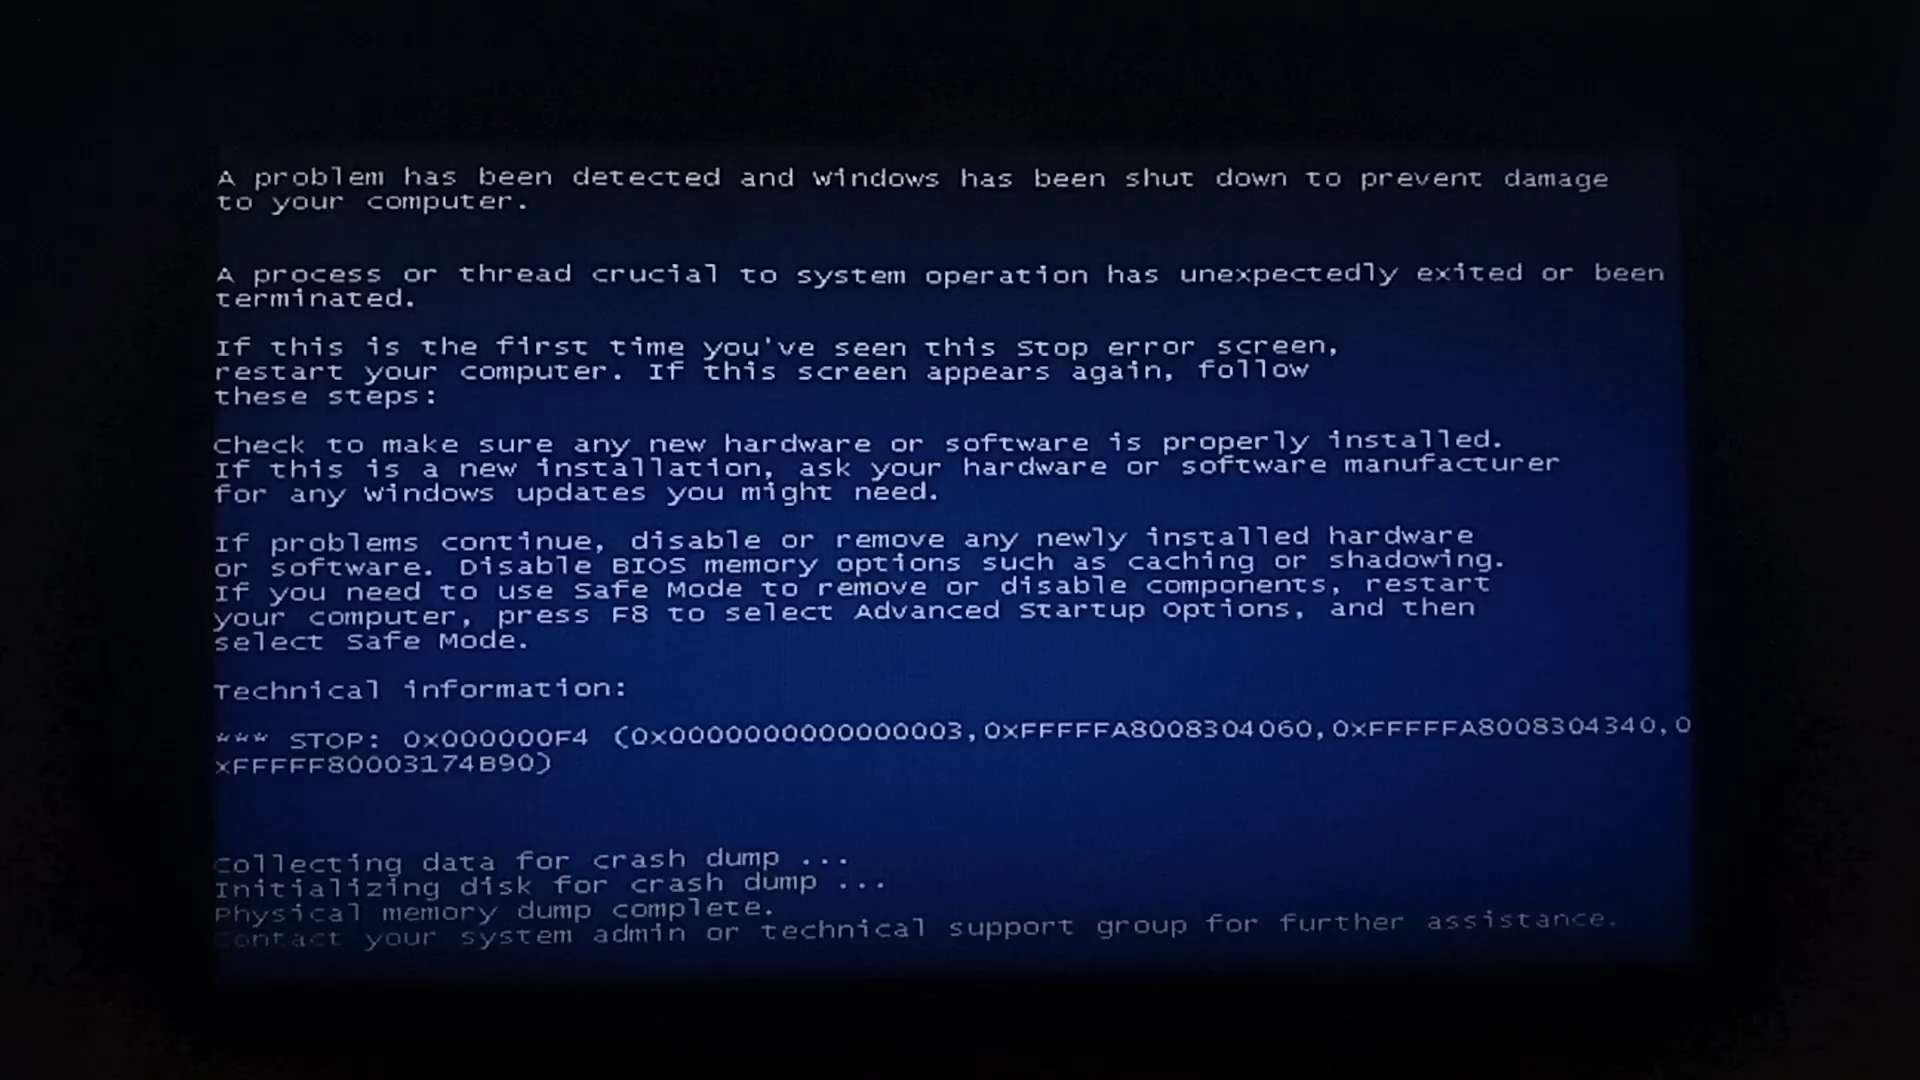 A problem has been detected and windows has been shut down to prevent damage
to your computer.
A process or thread crucial to system operation has unexpectedly exited or been
terminated.
If this is the first time you've seen this Stop error screen,
restart your computer. If this screen appears again, follow
these steps:
Check to make sure any new hardware or software is properly installed.
If this is a new installation, ask your hardware or software manufacturer
for any windows updates you might need.
If problems continue, disable or remove any newly installed hardware
or software. Disable BIOS memory options such as caching or shadowing.
If you need to use Safe Mode to remove or disable components, restart
your computer, press F8 to select Advanced Startup Options, and then
select Safe Mode.
Technical information:
*** STOP: 0x000000F4 (0x0000000000000003,0xFFFFFA8008304060,0xFFFFFA8008304340,0
xFFFFF80003174B90)
Collecting data for crash dump ...
Initializing disk for crash dump ...
Physical memory dump complete.
Contact your system admin or technical support group for further assistance.